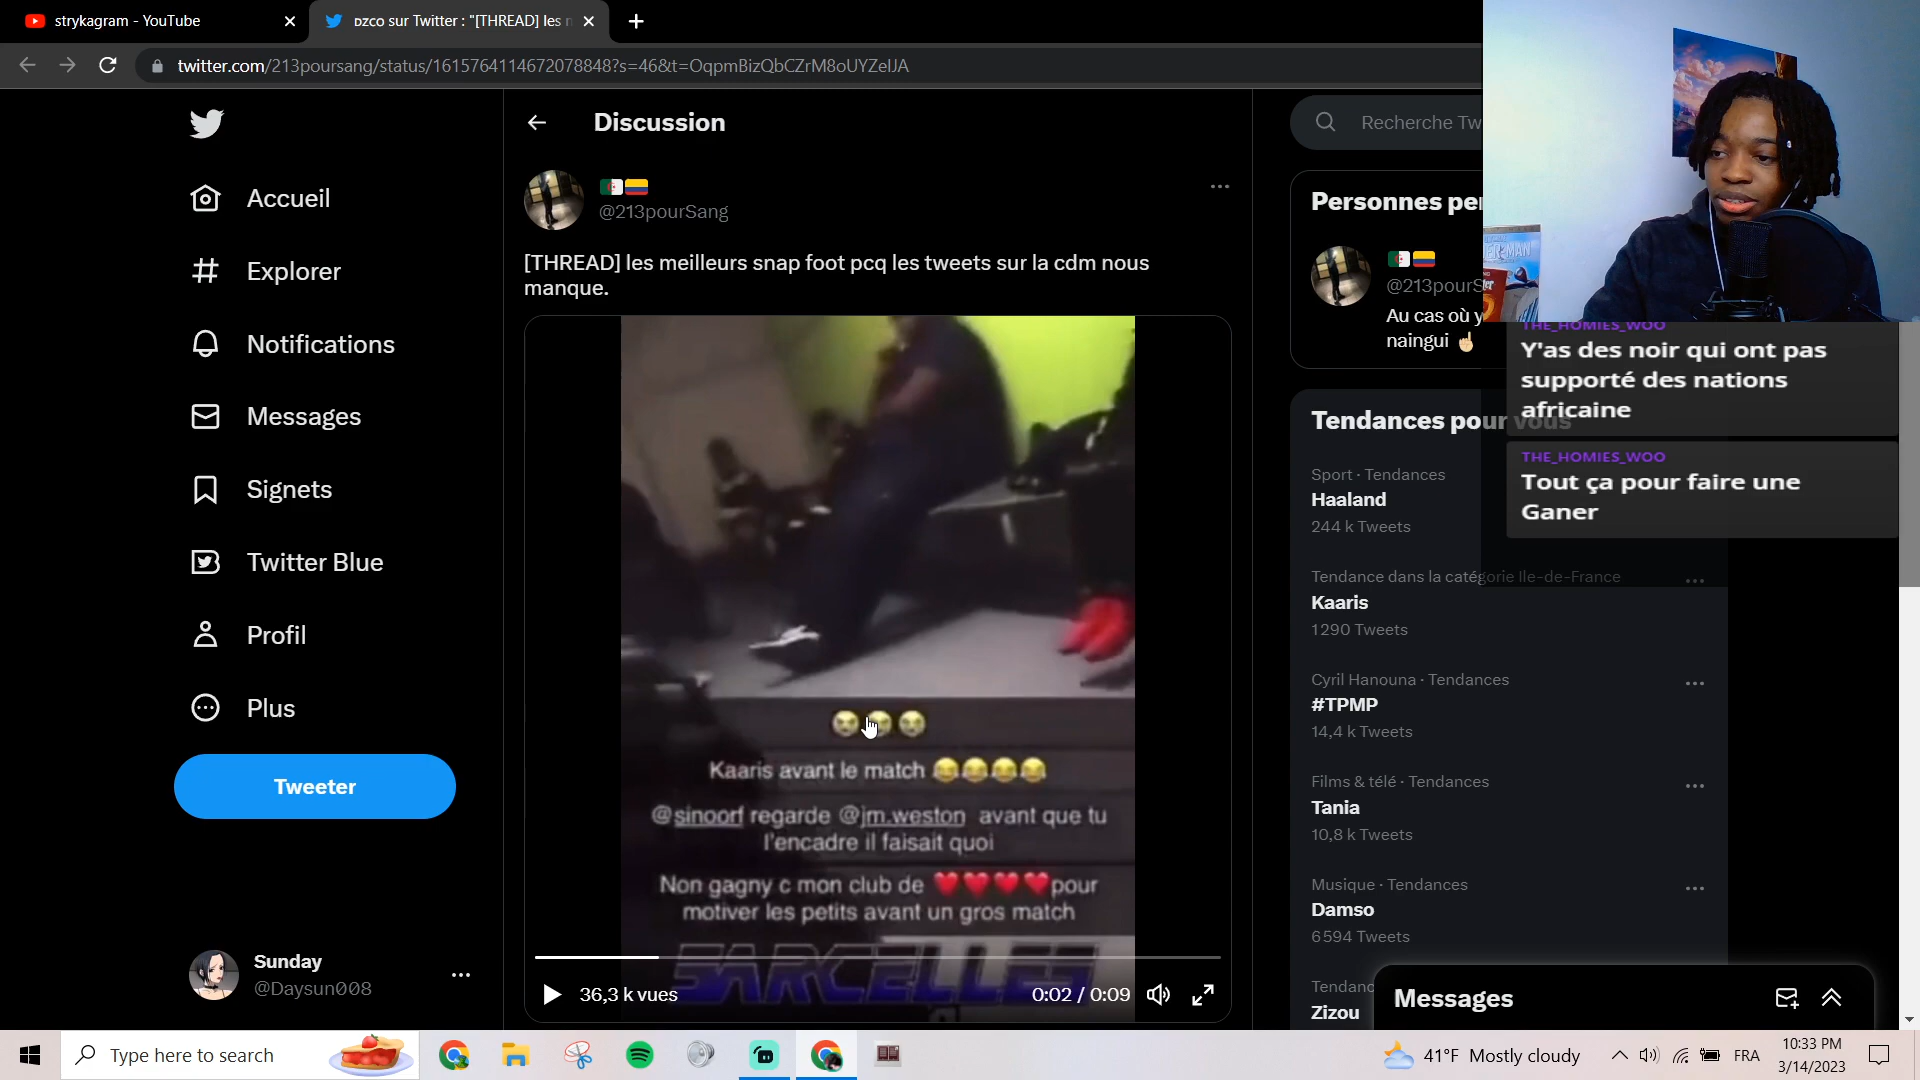 strykagram - YouTube
DZCO sur Twitter : "[THREAD] les
twitter.com/213poursang/status/1615764114672078848?s=46&t=OqpmBizQbCZrM8oUYZeIJA
Discussion
Recherche Tw
@213pourSang
[THREAD] les meilleurs snap foot pcq les tweets sur la cdm nous
manque.
Accueil
Explorer
Notifications
Messages
Signets
Twitter Blue
Profil
Plus
Tweeter
Sunday
@Daysun008
Kaaris avant le match
@sinoorf regarde @jm.weston avant que tu
l'encadre il faisait quoi
Non gagny c mon club de pour
motiver les petits avant un gros match
SARCELLES
36,3 k vues
0:02 / 0:09
Personnes per
@213pourS
Au cas où y
naingui
THE_HOMIES_WOO
Y'as des noir qui ont pas
supporté des nations
africaine
THE_HOMIES_WOO
Tout ça pour faire une
Ganer
Tendances pour vous
Sport · Tendances
Haaland
244 k Tweets
Tendance dans la catégorie Ile-de-France
Kaaris
1 290 Tweets
Cyril Hanouna · Tendances
#TPMP
14,4 k Tweets
Films & télé · Tendances
Tania
10,8 k Tweets
Musique · Tendances
Damso
6 594 Tweets
Tendanc
Zizou
Messages
Type here to search
41°F Mostly cloudy
FRA
10:33 PM
3/14/2023